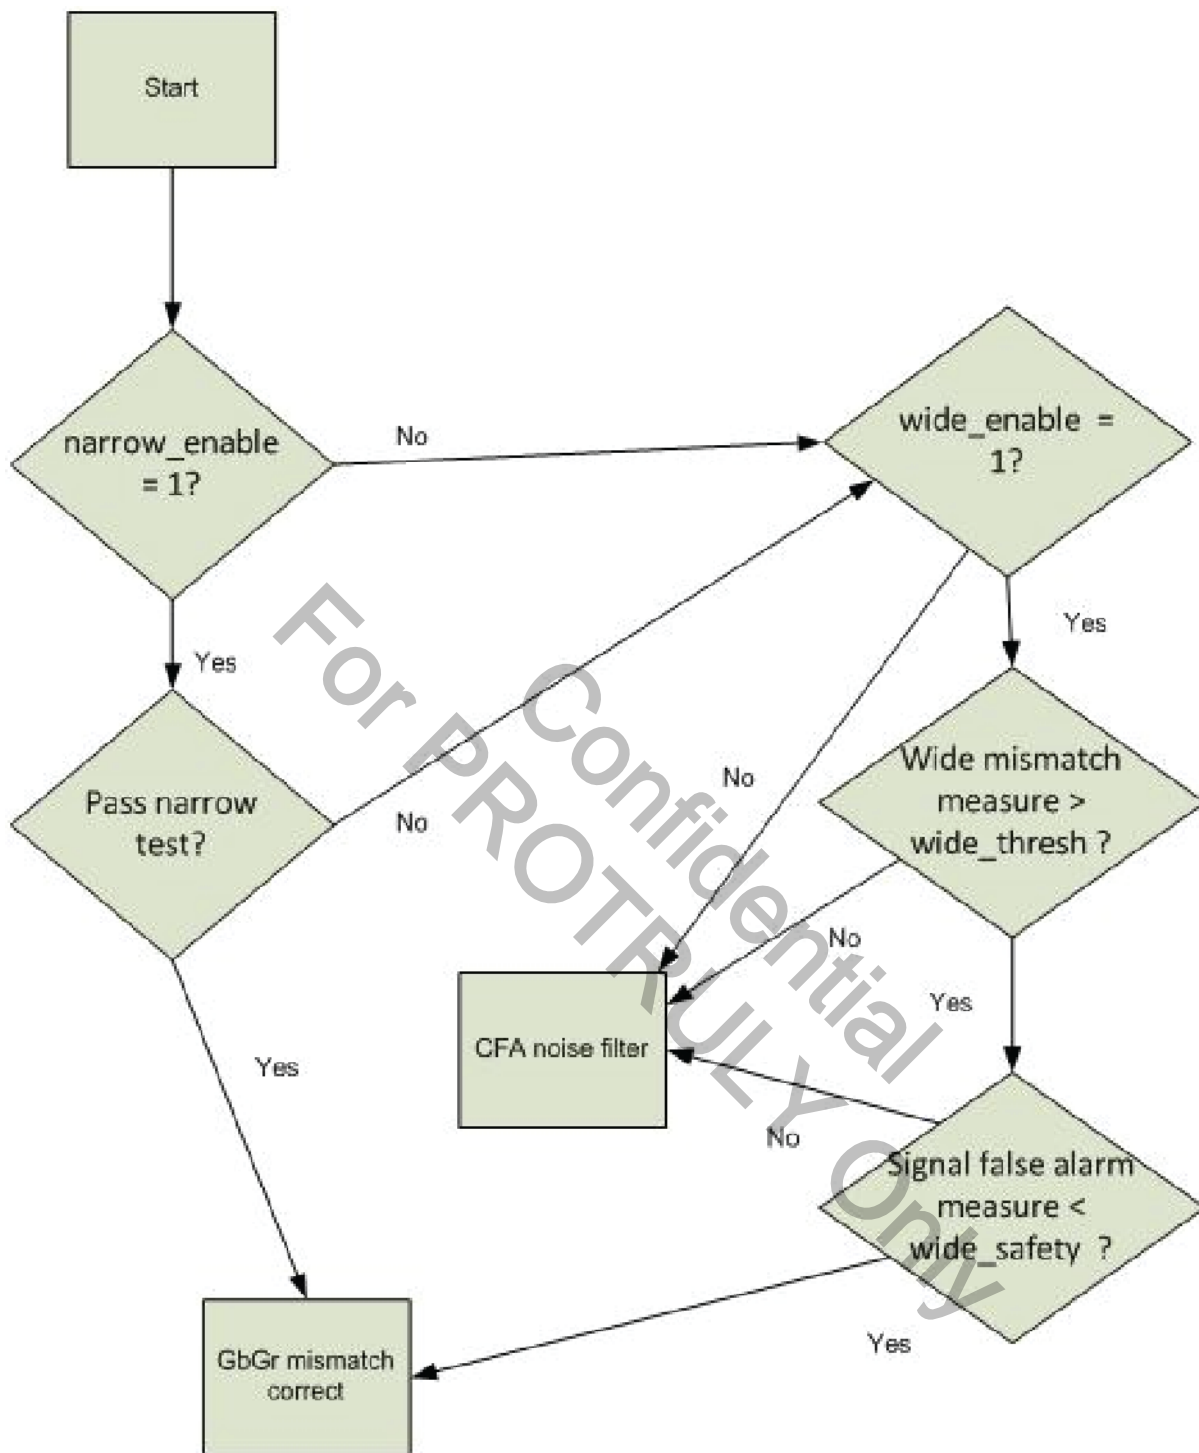 Start
narrow_enable
= 1?
No
wide_enable =
1?
Yes
Yes
Pass narrow
test?
No
No
Wide mismatch
measure >
wide_thresh ?
No
Yes
Yes
CFA noise filter
No
Signal false alarm
measure <
wide_safety ?
Yes
GbGr mismatch
correct
Confidential
For PROTRULY Only